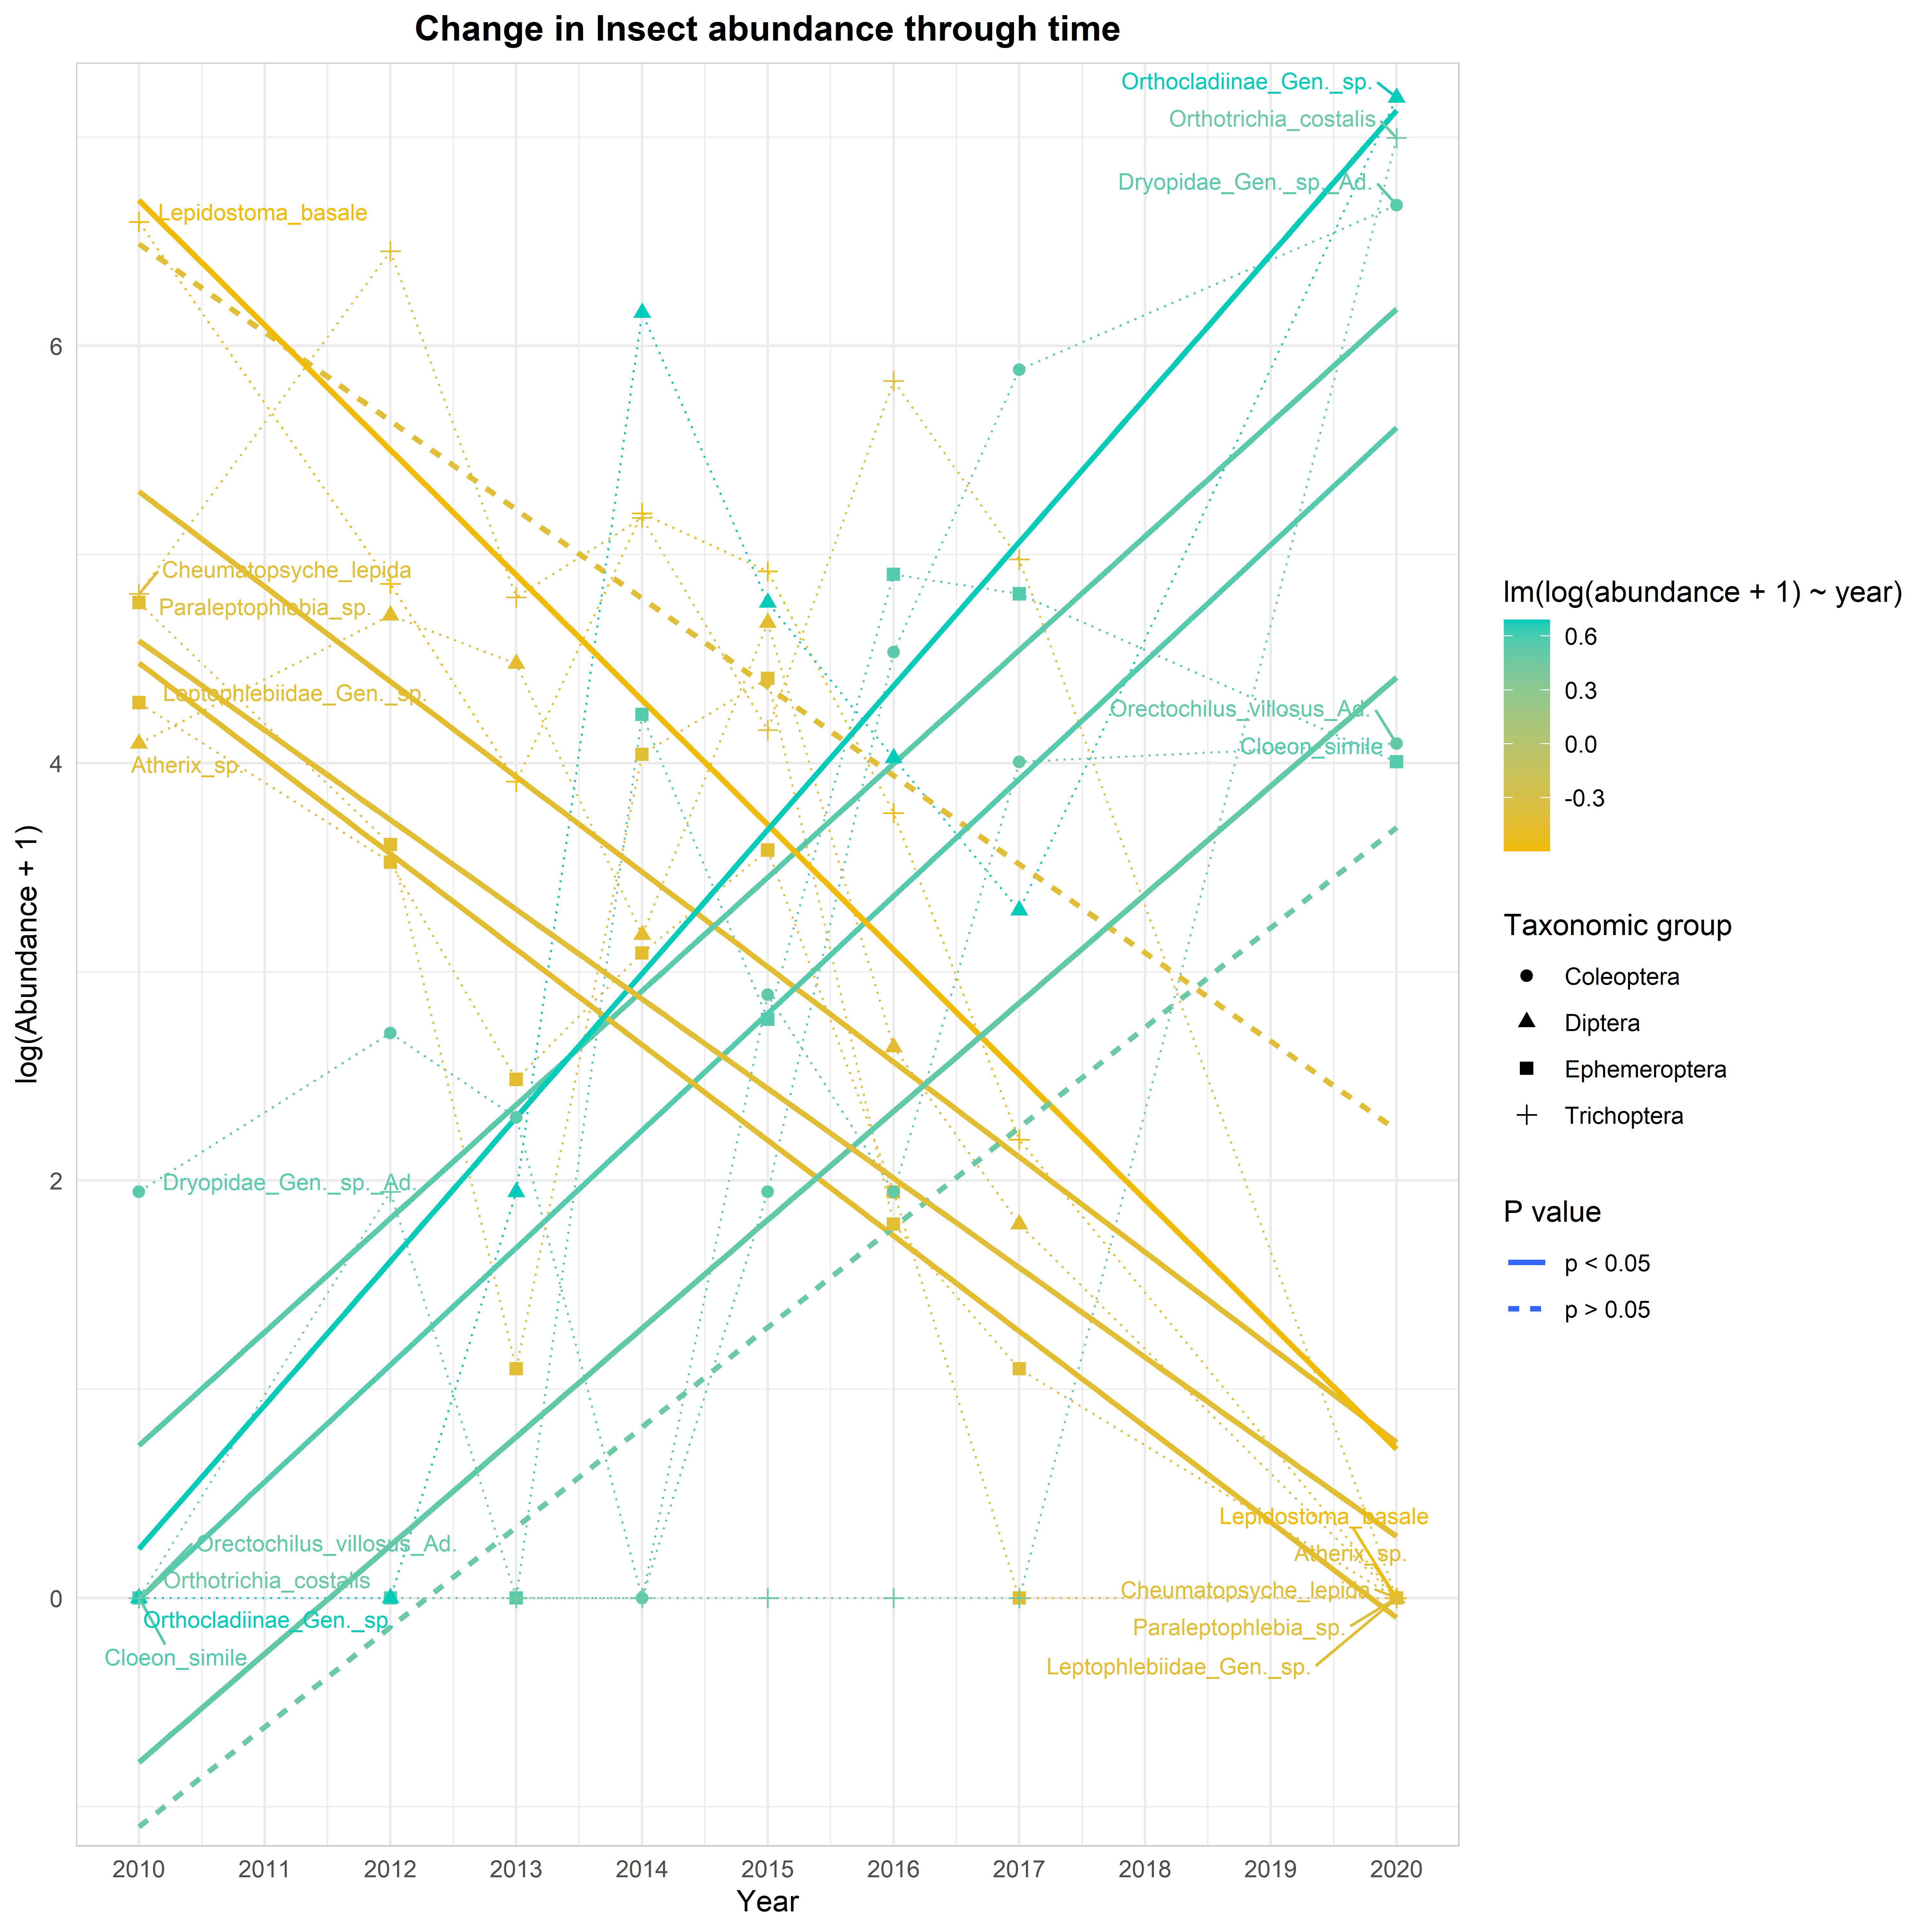 Change in Insect abundance through time
Orthocladiinae_Gen._sp.
Orthotrichia_costalis
Dryopidae_Gen._sp._Ad.
Lepidostoma_basale
Cheumatopsyche_lepida
Paraleptophlebia_sp.
Leptophlebiidae_Gen._sp.
Atherix_sp.
Orectochilus_villosus_Ad.
Cloeon_simile
Dryopidae_Gen._sp._Ad.
Orectochilus_villosus_Ad.
Orthotrichia_costalis
Orthocladiinae_Gen._sp.
Cloeon_simile
Lepidostoma_basale
Atherix_sp.
Cheumatopsyche_lepida
Paraleptophlebia_sp.
Leptophlebiidae_Gen._sp.
6
4
2
0
log(Abundance + 1)
2010 2011 2012 2013 2014 2015 2016 2017 2018 2019 2020
Year
lm(log(abundance + 1) ~ year)
0.6
0.3
0.0
-0.3
Taxonomic group
Coleoptera
Diptera
Ephemeroptera
Trichoptera
P value
p < 0.05
p > 0.05